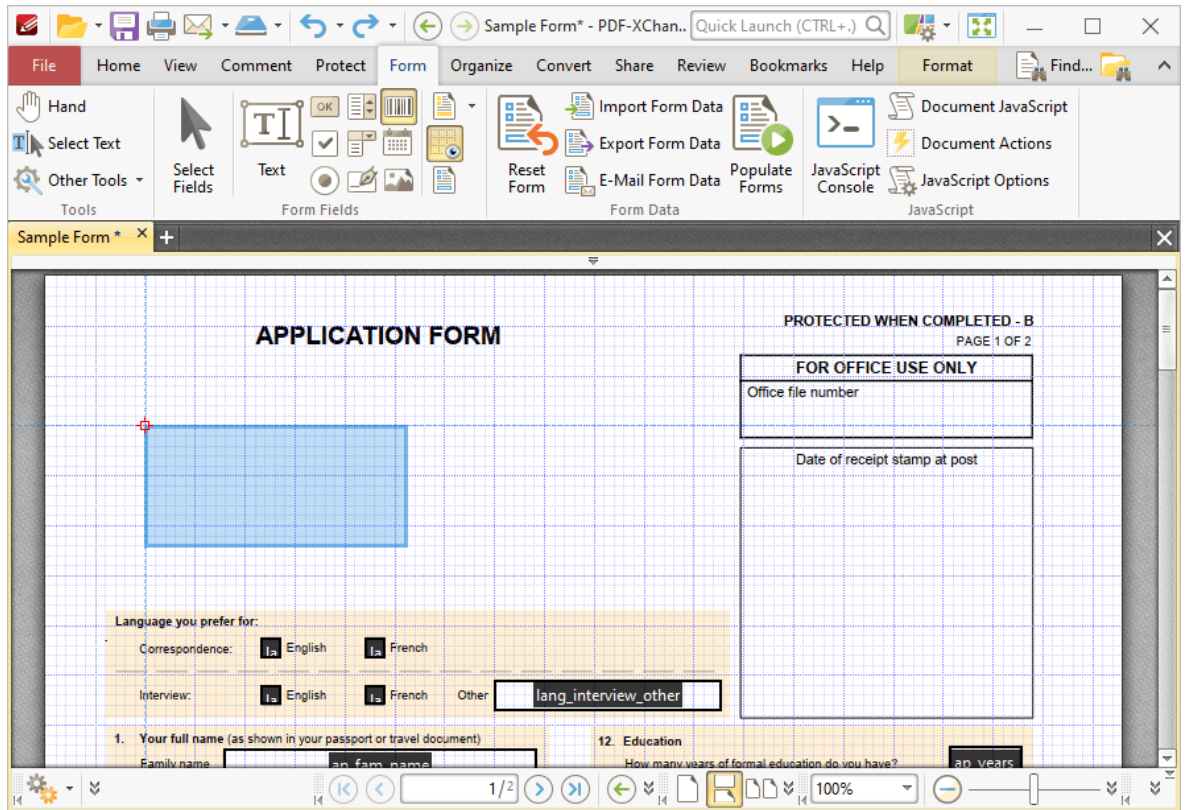 Sample Form* - PDF-XChan..
Quick Launch (CTRL+.)
File
Home
View
Comment
Protect
Form
Organize
Convert
Share
Review
Bookmarks
Help
Format
Find...
Hand
Select Text
Other Tools
Tools
Select Fields
Text
OK
Form Fields
Reset Form
Import Form Data
Export Form Data
E-Mail Form Data
Populate Forms
Form Data
JavaScript Console
Document JavaScript
Document Actions
JavaScript Options
JavaScript
Sample Form *
APPLICATION FORM
PROTECTED WHEN COMPLETED - B
PAGE 1 OF 2
FOR OFFICE USE ONLY
Office file number
Date of receipt stamp at post
Language you prefer for:
Correspondence: la English la French
Interview: la English la French Other lang_interview_other
1. Your full name (as shown in your passport or travel document)
Family name ap_fam_name
12. Education
How many years of formal education do you have? ap_years
1/2
100%